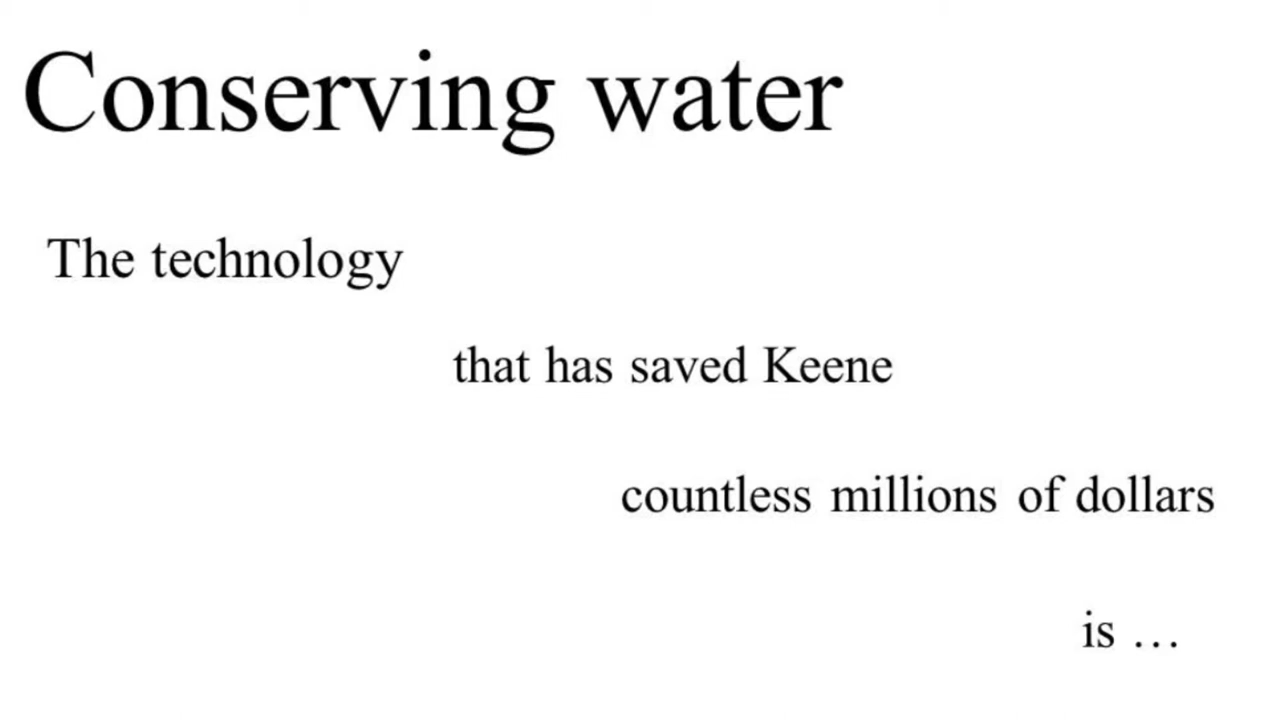 Conserving water
The technology
that has saved Keene
countless millions of dollars
is …